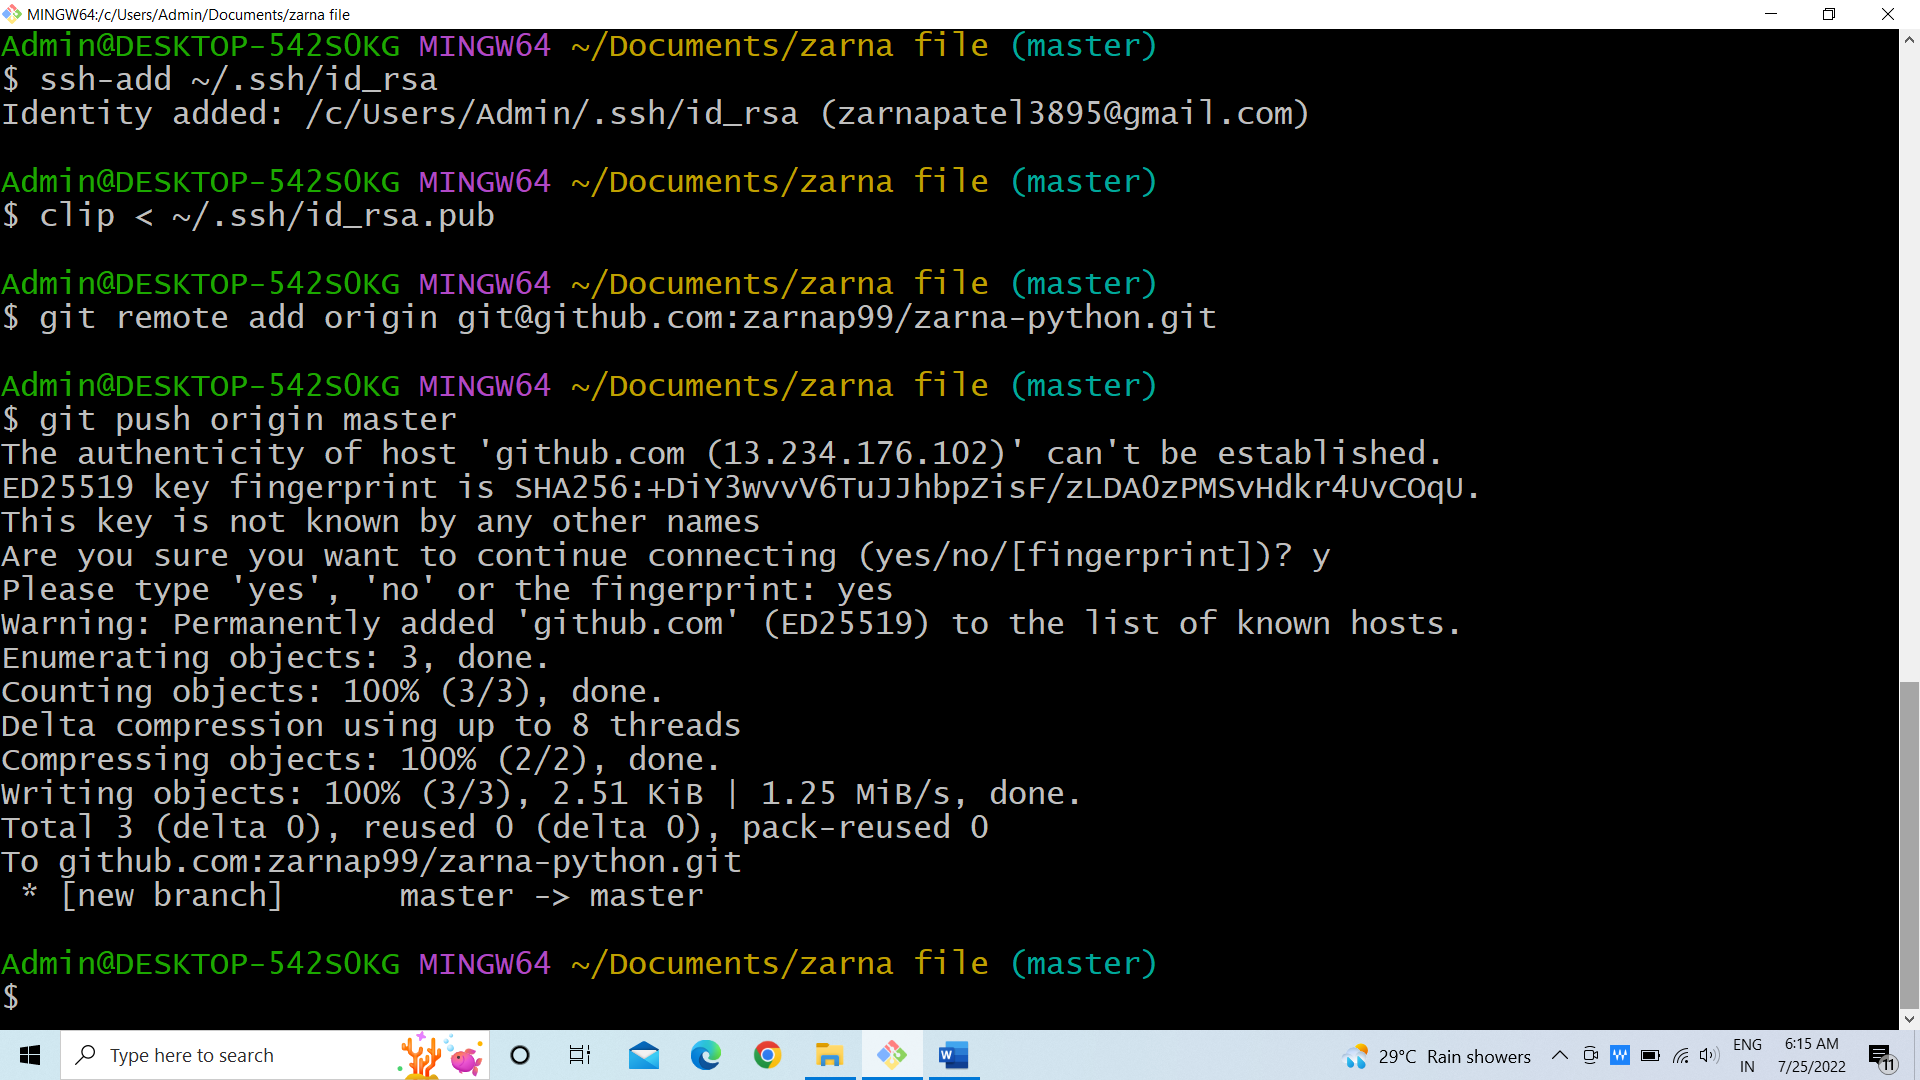 MINGW64:/c/Users/Admin/Documents/zarna file
Admin@DESKTOP-542S0KG MINGW64 ~/Documents/zarna file (master)
$ ssh-add ~/.ssh/id_rsa
Identity added: /c/Users/Admin/.ssh/id_rsa (zarnapatel3895@gmail.com)
Admin@DESKTOP-542S0KG MINGW64 ~/Documents/zarna file (master)
$ clip < ~/.ssh/id_rsa.pub
Admin@DESKTOP-542S0KG MINGW64 ~/Documents/zarna file (master)
$ git remote add origin git@github.com:zarnap99/zarna-python.git
Admin@DESKTOP-542S0KG MINGW64 ~/Documents/zarna file (master)
$ git push origin master
The authenticity of host 'github.com (13.234.176.102)' can't be established.
ED25519 key fingerprint is SHA256:+DiY3wvvV6TuJJhbpZisF/zLDA0zPMSvHdkr4UvCOqU.
This key is not known by any other names
Are you sure you want to continue connecting (yes/no/[fingerprint])? y
Please type 'yes', 'no' or the fingerprint: yes
Warning: Permanently added 'github.com' (ED25519) to the list of known hosts.
Enumerating objects: 3, done.
Counting objects: 100% (3/3), done.
Delta compression using up to 8 threads
Compressing objects: 100% (2/2), done.
Writing objects: 100% (3/3), 2.51 KiB | 1.25 MiB/s, done.
Total 3 (delta 0), reused 0 (delta 0), pack-reused 0
To github.com:zarnap99/zarna-python.git
 * [new branch]      master -> master
Admin@DESKTOP-542S0KG MINGW64 ~/Documents/zarna file (master)
$
Type here to search
29°C Rain showers
ENG
IN
6:15 AM
7/25/2022
11